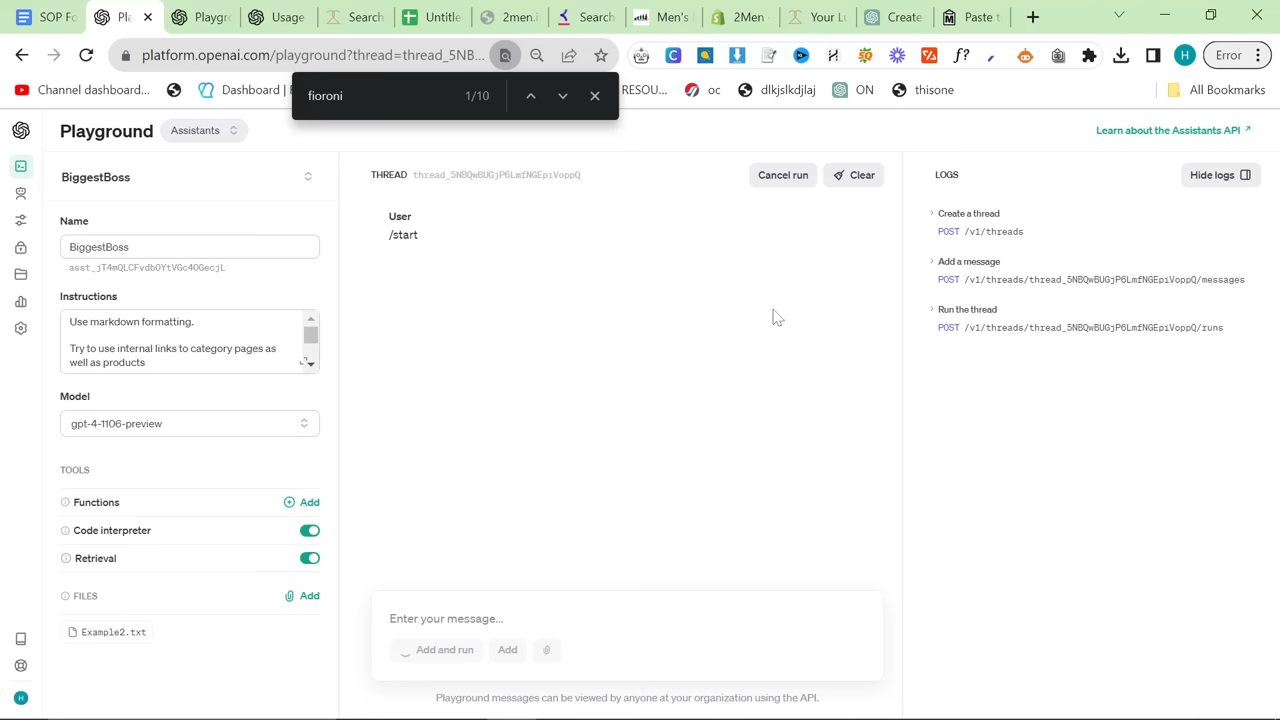 SOP Fo
Pla
Playgr
Usage
Search
Untitle
2men.i
Search
Men's
2Men
Your L
Create
Paste t
platform.openai.com/playground?thread=thread_5NB...
Error
Channel dashboard...
Dashboard
RESOU...
oc
dlkjslkdjlaj
ON
thisone
All Bookmarks
fioroni
1/10
Playground
Assistants
Learn about the Assistants API
BiggestBoss
THREAD thread_5NBQwBUGjP6LmfNGEpiVoppQ
Cancel run
Clear
LOGS
Hide logs
Name
BiggestBoss
asst_jT4mQLCFvdbOYtVGc4OGecjL
Instructions
Use markdown formatting.
Try to use internal links to category pages as
well as products
Model
gpt-4-1106-preview
TOOLS
Functions
Add
Code interpreter
Retrieval
FILES
Add
Example2.txt
User
/start
Enter your message...
Add and run
Add
Playground messages can be viewed by anyone at your organization using the API.
Create a thread
POST /v1/threads
Add a message
POST /v1/threads/thread_5NBQwBUGjP6LmfNGEpiVoppQ/messages
Run the thread
POST /v1/threads/thread_5NBQwBUGjP6LmfNGEpiVoppQ/runs
H
H